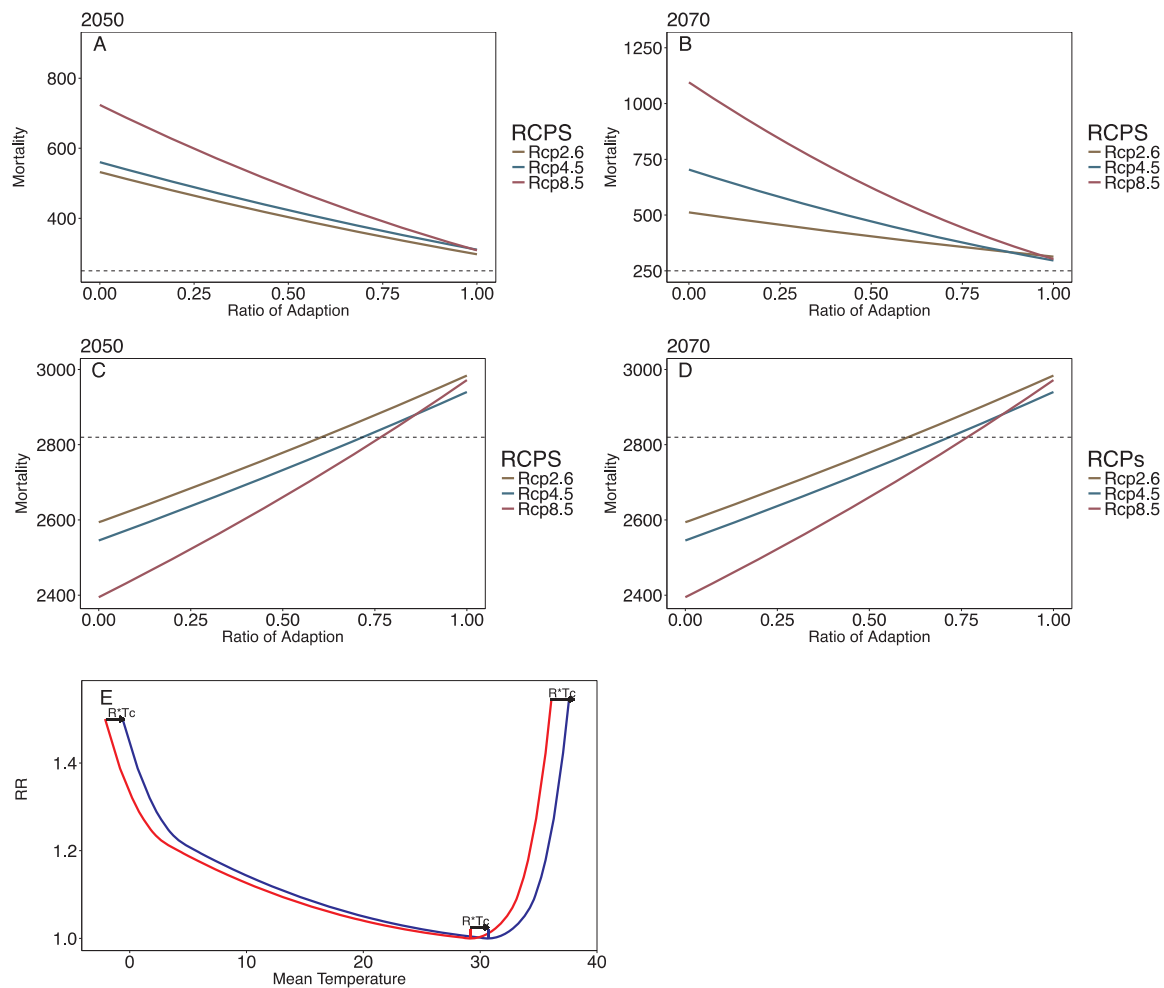 2050
A
800
600
400
Mortality
0.00 0.25 0.50 0.75 1.00
Ratio of Adaption
RCPS
Rcp2.6
Rcp4.5
Rcp8.5
2070
B
1250
1000
750
500
250
Mortality
0.00 0.25 0.50 0.75 1.00
Ratio of Adaption
RCPS
Rcp2.6
Rcp4.5
Rcp8.5
2050
C
3000
2800
2600
2400
Mortality
0.00 0.25 0.50 0.75 1.00
Ratio of Adaption
RCPS
Rcp2.6
Rcp4.5
Rcp8.5
2070
D
3000
2800
2600
2400
Mortality
0.00 0.25 0.50 0.75 1.00
Ratio of Adaption
RCPs
Rcp2.6
Rcp4.5
Rcp8.5
E
R*Tc
R*Tc
R*Tc
1.4
1.2
1.0
RR
0 10 20 30 40
Mean Temperature